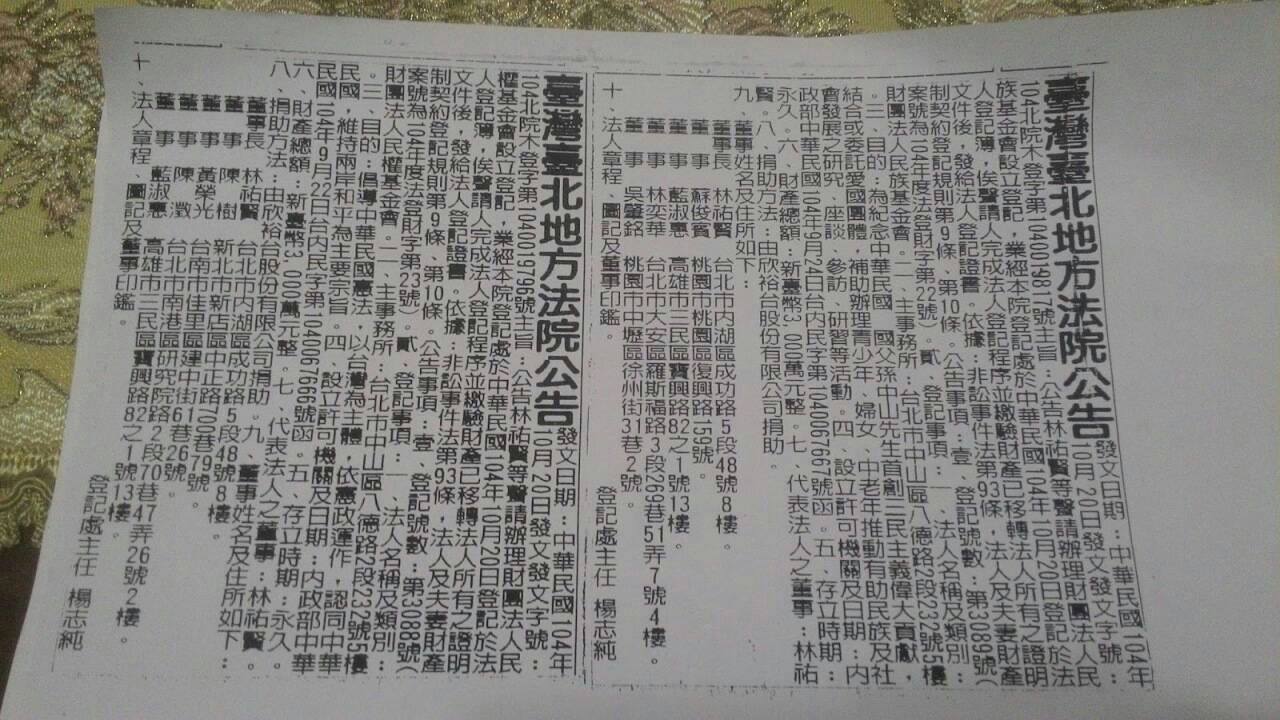 臺灣臺北地方法院公告
發文日期：中華民國104年
10月20日發文發文字號：
104北院木登字第1040019817號主旨：公告林祐賢等聲請辦理財團法人民
族基金會設立登記，業經本院登記處於中華民國104年10月20日登記於法
人登記簿，俟聲請人完成法人登記程序並繳驗財產已移轉法人所有之證明
文件後，發給法人登記證書。依據：非訟事件法第93條，法人及夫妻財產
制契約登記規則第9條、第10條。公告事項：壹、登記號數：第3089號(
案號為104年度法登財字第22號)。貳、登記事項：一、法人名稱及類別：
財團法人民族基金會。二、主事務所：台北市中山區八德路2段232號5樓
。三、目的：為紀念中華民國 國父孫中山先生首創三民主義偉大貢獻，
結合或委託愛國團體，補助辦理青少年、婦女、中老年推動有助民族及社
會發展之研究、座談、參訪、研習等活動。四、設立許可機關及日期：內
政部中華民國104年9月24日台內民字第1040067667號函。五、存立時期：
永久。六、財產總額：新臺幣3,000萬元整。七、代表法人之董事：林祐
賢。八、捐助方法：由欣裕台股份有限公司捐助。
九、董事姓名及住所如下：
董事長 林祐賢 台北市內湖區成功路5段48號8樓。
董事 蘇俊賓 桃園市桃園區復興路159號。
董事 藍淑惠 高雄市三民區寶興路82之1號13樓。
董事 林奕華 台北市大安區羅斯福路3段269巷51弄7號4樓。
董事 吳肇銘 桃園市中壢區徐州街31巷2號。
十、法人章程、圖記及董事印鑑。
登記處主任 楊志純
臺灣臺北地方法院公告
發文日期：中華民國104年
10月20日發文發文字號：
104北院木登字第1040019796號主旨：公告林祐賢等聲請辦理財團法人民
權基金會設立登記，業經本院登記處於中華民國104年10月20日登記於法
人登記簿，俟聲請人完成法人登記程序並繳驗財產已移轉法人所有之證明
文件後，發給法人登記證書。依據：非訟事件法第93條，法人及夫妻財產
制契約登記規則第9條、第10條。公告事項：壹、登記號數：第3088號(
案號為104年度法登財字第23號)。貳、登記事項：一、法人名稱及類別：
財團法人民權基金會。二、主事務所：台北市中山區八德路2段232號5樓
。三、目的：倡導中華民國憲法，以台灣為主體，依憲政運作，認同中華
民國，維持兩岸和平為主要宗旨。四、設立許可機關及日期：內政部中華
民國104年9月22日台內民字第1040067666號函。五、存立時期：永久。
六、財產總額：新臺幣3,000萬元整。七、代表法人之董事：林祐賢。
八、捐助方法：由欣裕台股份有限公司捐助。九、董事姓名及住所如下：
董事長 林祐賢 台北市內湖區成功路5段48號8樓。
董事 陳樹 新北市新店區中正路70巷79號。
董事 黃榮光 台南市佳里區建中街61巷26號。
董事 陳澂 台北市南港區研究院路2段70巷47弄26號2樓。
董事 藍淑惠 高雄市三民區寶興路82之1號13樓。
十、法人章程、圖記及董事印鑑。
登記處主任 楊志純